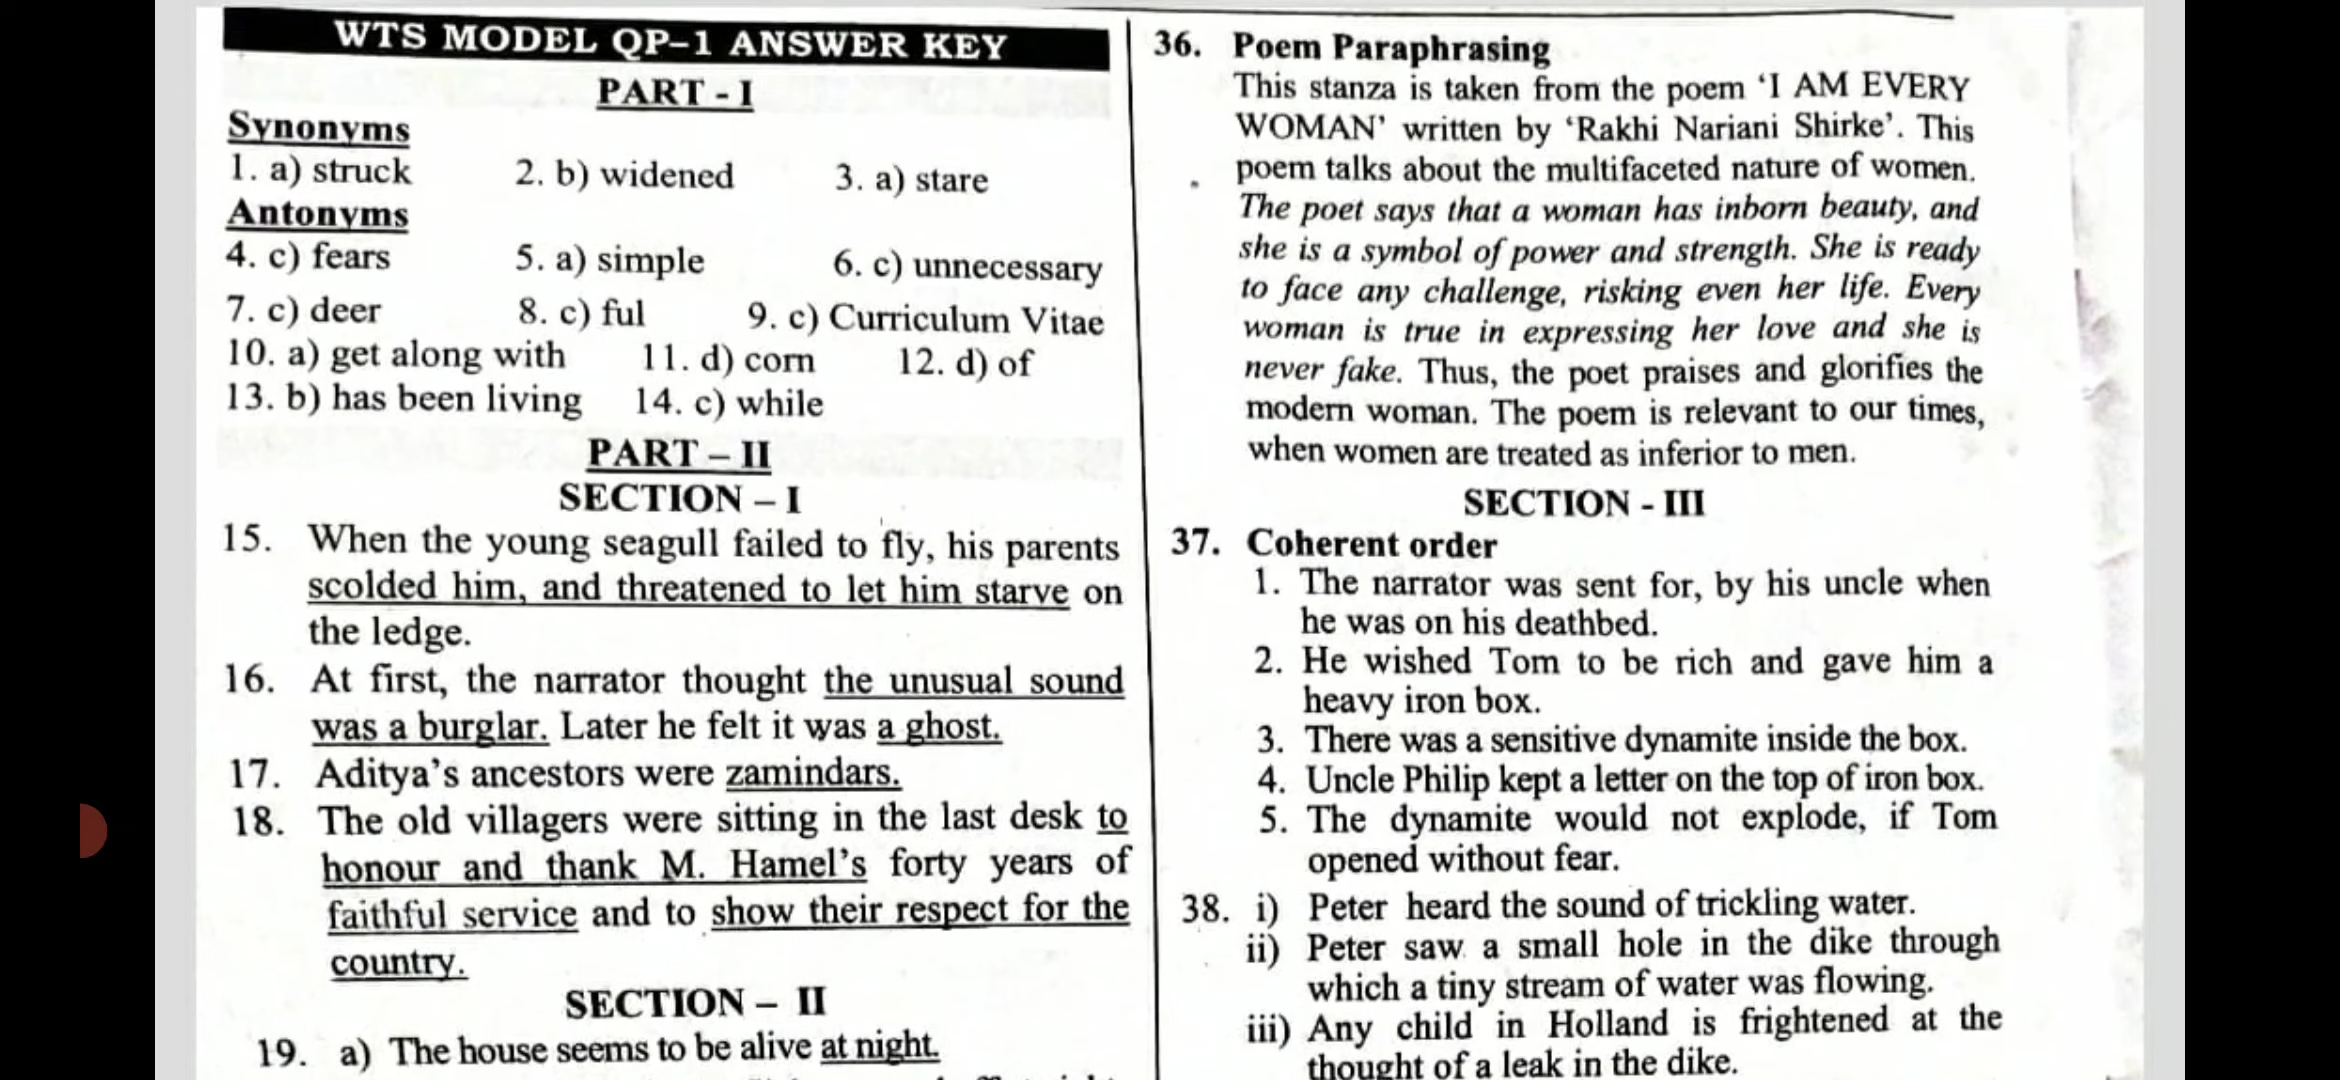 WTS MODEL QP-1 ANSWER KEY
PART - I
Synonyms
1. a) struck 2. b) widened 3. a) stare
Antonyms
4. c) fears 5. a) simple 6. c) unnecessary
7. c) deer 8. c) ful 9. c) Curriculum Vitae
10. a) get along with 11. d) corn 12. d) of
13. b) has been living 14. c) while
PART – II
SECTION – I
15. When the young seagull failed to fly, his parents
scolded him, and threatened to let him starve on
the ledge.
16. At first, the narrator thought the unusual sound
was a burglar. Later he felt it was a ghost.
17. Aditya's ancestors were zamindars.
18. The old villagers were sitting in the last desk to
honour and thank M. Hamel's forty years of
faithful service and to show their respect for the
country.
SECTION – II
19. a) The house seems to be alive at night.
36. Poem Paraphrasing
This stanza is taken from the poem 'I AM EVERY
WOMAN' written by 'Rakhi Nariani Shirke'. This
poem talks about the multifaceted nature of women.
The poet says that a woman has inborn beauty, and
she is a symbol of power and strength. She is ready
to face any challenge, risking even her life. Every
woman is true in expressing her love and she is
never fake. Thus, the poet praises and glorifies the
modern woman. The poem is relevant to our times,
when women are treated as inferior to men.
SECTION - III
37. Coherent order
1. The narrator was sent for, by his uncle when
he was on his deathbed.
2. He wished Tom to be rich and gave him a
heavy iron box.
3. There was a sensitive dynamite inside the box.
4. Uncle Philip kept a letter on the top of iron box.
5. The dynamite would not explode, if Tom
opened without fear.
38. i) Peter heard the sound of trickling water.
ii) Peter saw a small hole in the dike through
which a tiny stream of water was flowing.
iii) Any child in Holland is frightened at the
thought of a leak in the dike.